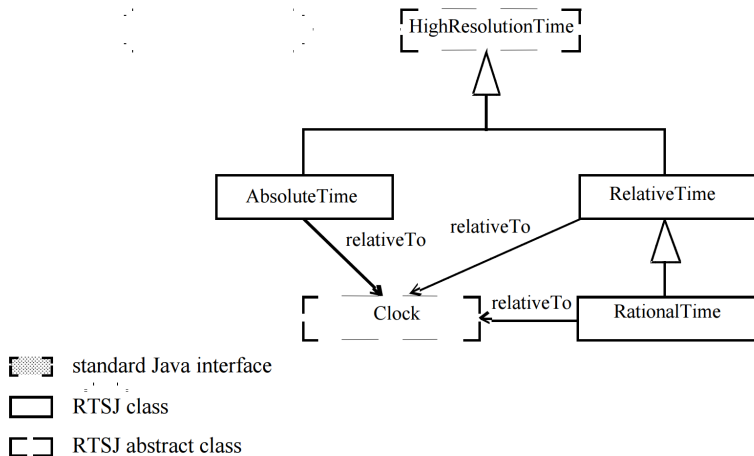 HighResolutionTime
AbsoluteTime
RelativeTime
relativeTo
relativeTo
Clock
relativeTo
RationalTime
standard Java interface
RTSJ class
RTSJ abstract class